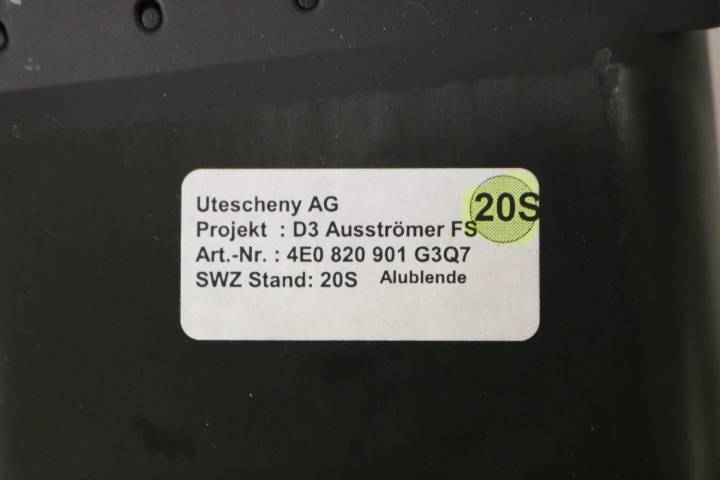 Utescheny AG
20S
Projekt : D3 Ausströmer FS
Art.-Nr. : 4E0 820 901 G3Q7
SWZ Stand: 20S Alublende